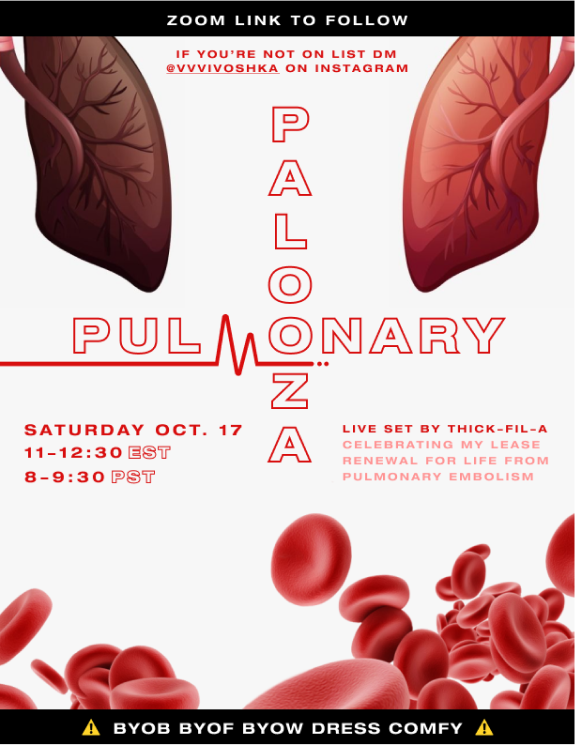 ZOOM LINK TO FOLLOW
IF YOU'RE NOT ON LIST DM
@VVVIVOSHKA ON INSTAGRAM
PALOOZA
PULMONARY
SATURDAY OCT. 17
11-12:30 EST
8-9:30 PST
LIVE SET BY THICK-FIL-A
CELEBRATING MY LEASE
RENEWAL FOR LIFE FROM
PULMONARY EMBOLISM
⚠️ BYOB BYOF BYOW DRESS COMFY ⚠️